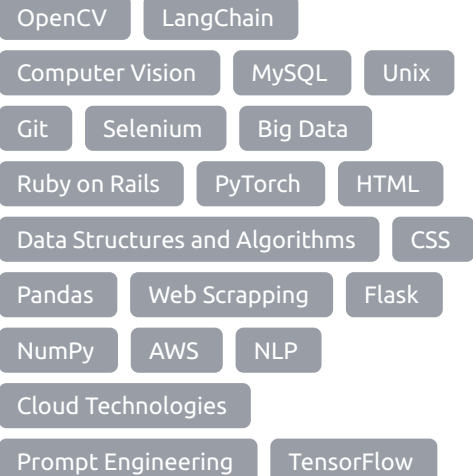 OpenCV LangChain
Computer Vision MySQL Unix
Git Selenium Big Data
Ruby on Rails PyTorch HTML
Data Structures and Algorithms CSS
Pandas Web Scrapping Flask
NumPy AWS NLP
Cloud Technologies
Prompt Engineering TensorFlow